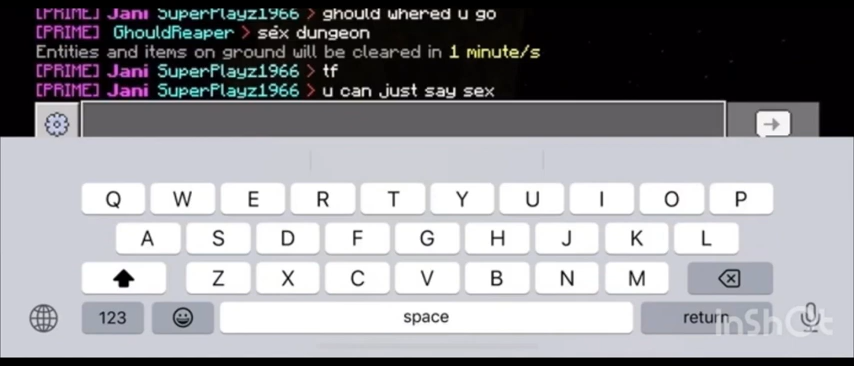 [PRIME] Jani SuperPlayz1966 > ghould whered u go
[PRIME] GhouldReaper > séx dungeon
Entities and items on ground will be cleared in 1 minute/s
[PRIME] Jani SuperPlayz1966 > tf
[PRIME] Jani SuperPlayz1966 > u can just say sex
Q W E R T Y U I O P
A S D F G H J K L
Z X C V B N M
123 space return
InShOt